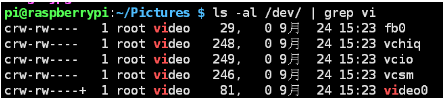 pi@raspberrypi:~/Pictures $ ls -al /dev/ | grep vi
crw-rw---- 1 root video 29, 0 9月 24 15:23 fb0
crw-rw---- 1 root video 248, 0 9月 24 15:23 vchiq
crw-rw---- 1 root video 249, 0 9月 24 15:23 vcio
crw-rw---- 1 root video 246, 0 9月 24 15:23 vcsm
crw-rw----+ 1 root video 81, 0 9月 24 15:23 video0